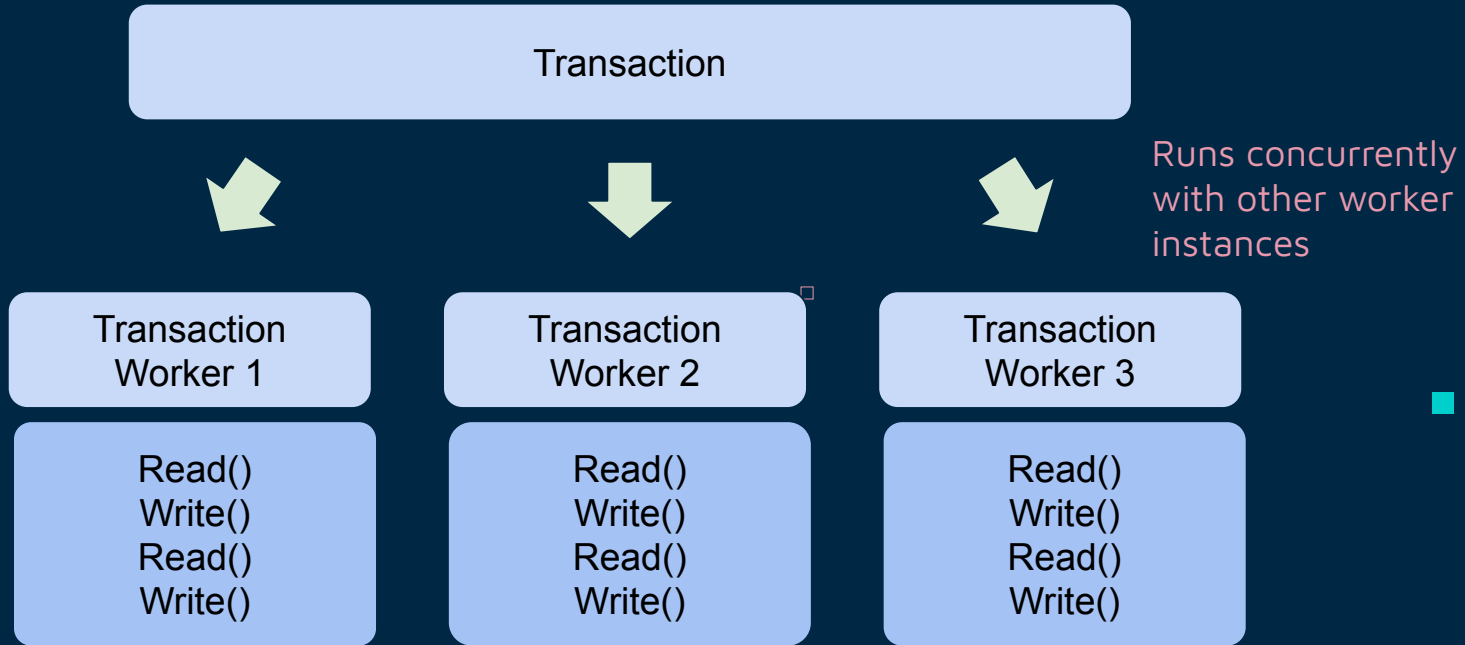 Transaction
Runs concurrently
with other worker
instances
Transaction
Worker 1
Transaction
Worker 2
Transaction
Worker 3
Read()
Write()
Read()
Write()
Read()
Write()
Read()
Write()
Read()
Write()
Read()
Write()